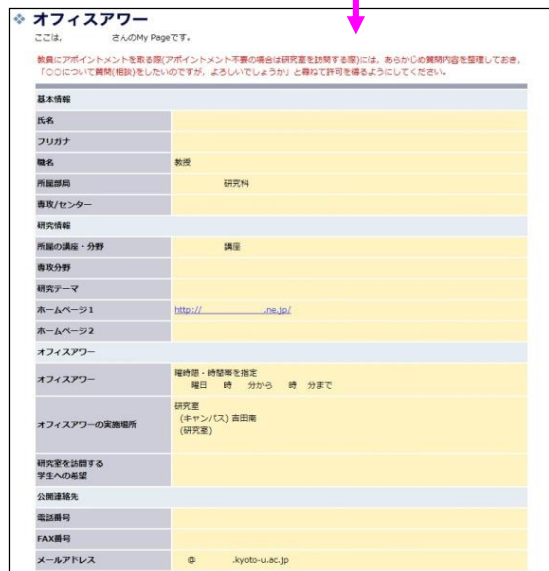 オフィスアワー
ここは、 さんのMy Pageです。
教員にアポイントメントを取る際(アポイントメント不要の場合は研究室を訪問する際)には、あらかじめ質問内容を整理しておき、
「○○について質問(相談)をしたいのですが、よろしいでしょうか」と尋ねて許可を得るようにしてください。
基本情報
氏名
フリガナ
職名 教授
所属部局 研究科
専攻/センター
研究情報
所属の講座・分野 講座
専攻分野
研究テーマ
ホームページ1 http:// .ne.jp/
ホームページ2
オフィスアワー
オフィスアワー 曜時限・時間帯を指定
曜日 時 分から 時 分まで
オフィスアワーの実施場所 研究室
(キャンパス) 吉田南
(研究室)
研究室を訪問する
学生への希望
公開連絡先
電話番号
FAX番号
メールアドレス @ .kyoto-u.ac.jp